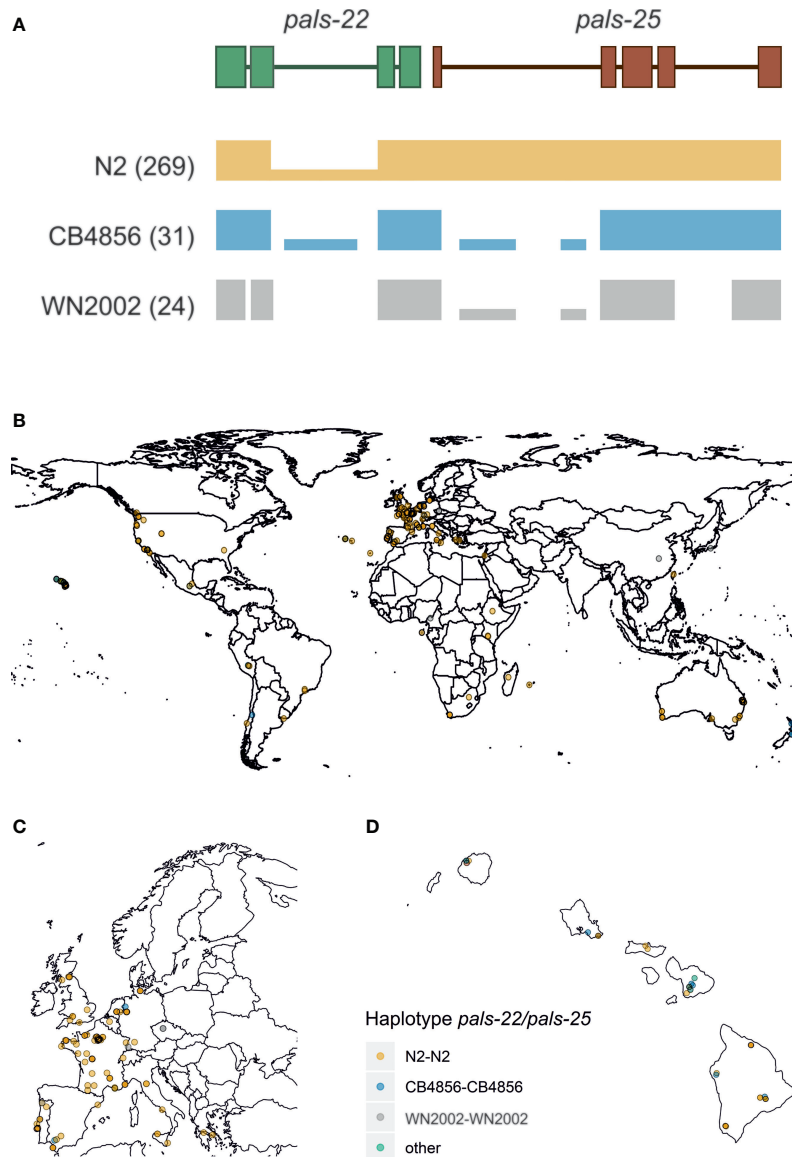 A
pals-22 pals-25
N2 (269)
CB4856 (31)
WN2002 (24)
B
C
D
Haplotype pals-22/pals-25
N2-N2
CB4856-CB4856
WN2002-WN2002
other